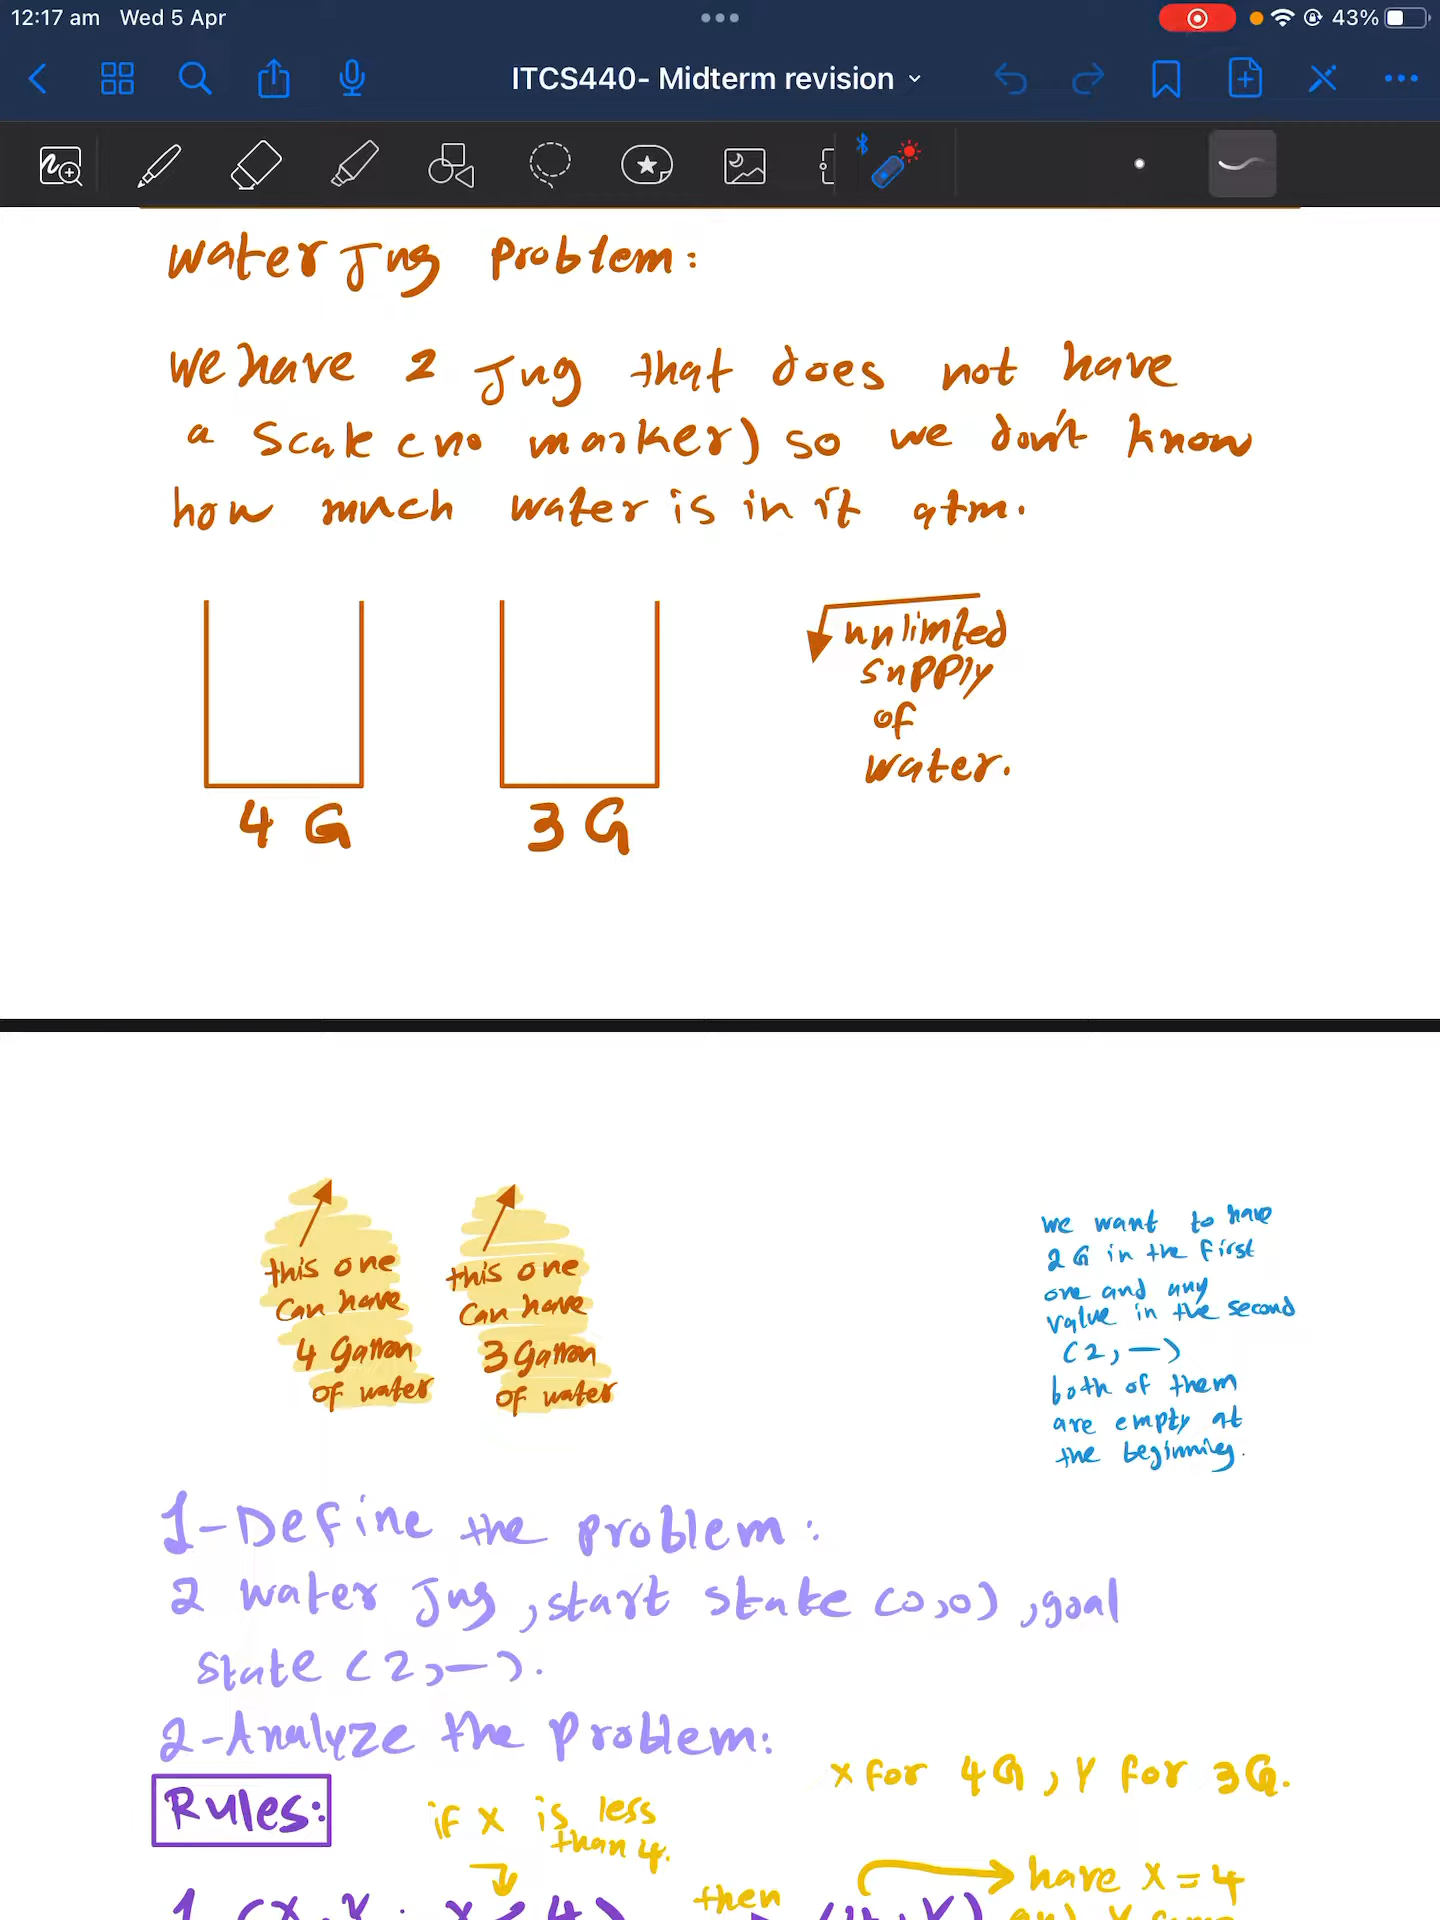 12:17 am Wed 5 Apr
43%
ITCS440- Midterm revision
Water Jug Problem:
We have 2 Jug that does not have
a scale (no marker) so we don't know
how much water is in it atm.
unlimted
supply
of
water.
4 G
3 G
this one
can have
4 Gallon
of water
this one
can have
3 Gallon
of water
we want to have
2 G in the first
one and any
value in the second
(2,—)
both of them
are empty at
the beginning.
1-Define the problem:
2 water Jug, start state (0,0), goal
state (2,—).
2-Analyze the problem:
X for 4G, Y for 3G.
Rules:
if X is less
than 4.
have X = 4
then
1 (X,Y: X<4) (4,Y)